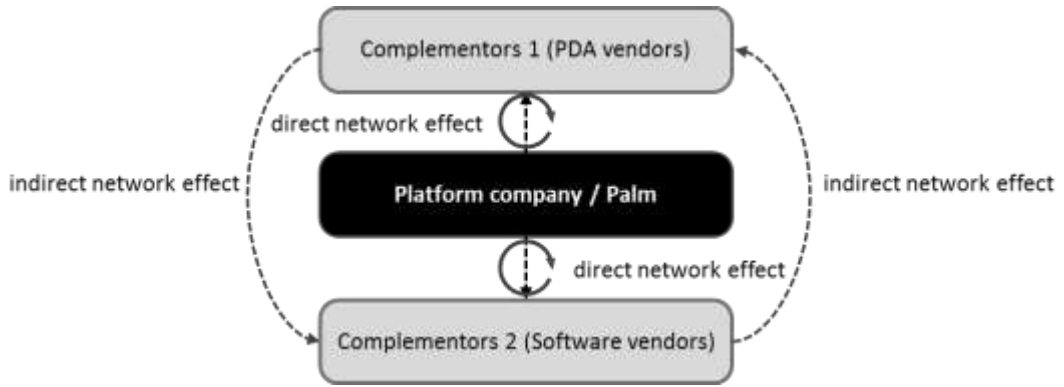 Complementors 1 (PDA vendors)
direct network effect
indirect network effect
Platform company / Palm
indirect network effect
direct network effect
Complementors 2 (Software vendors)